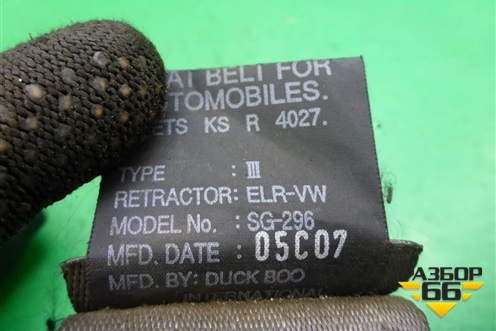 AT BELT FOR
TOMOBILES.
ETS KS R 4027.
TYPE : III
RETRACTOR: ELR-VW
MODEL No. : SG-296
MFD. DATE : 05C07
MFD. BY: DUCK BOO
INTERNATIONAL
АЗБОР
66